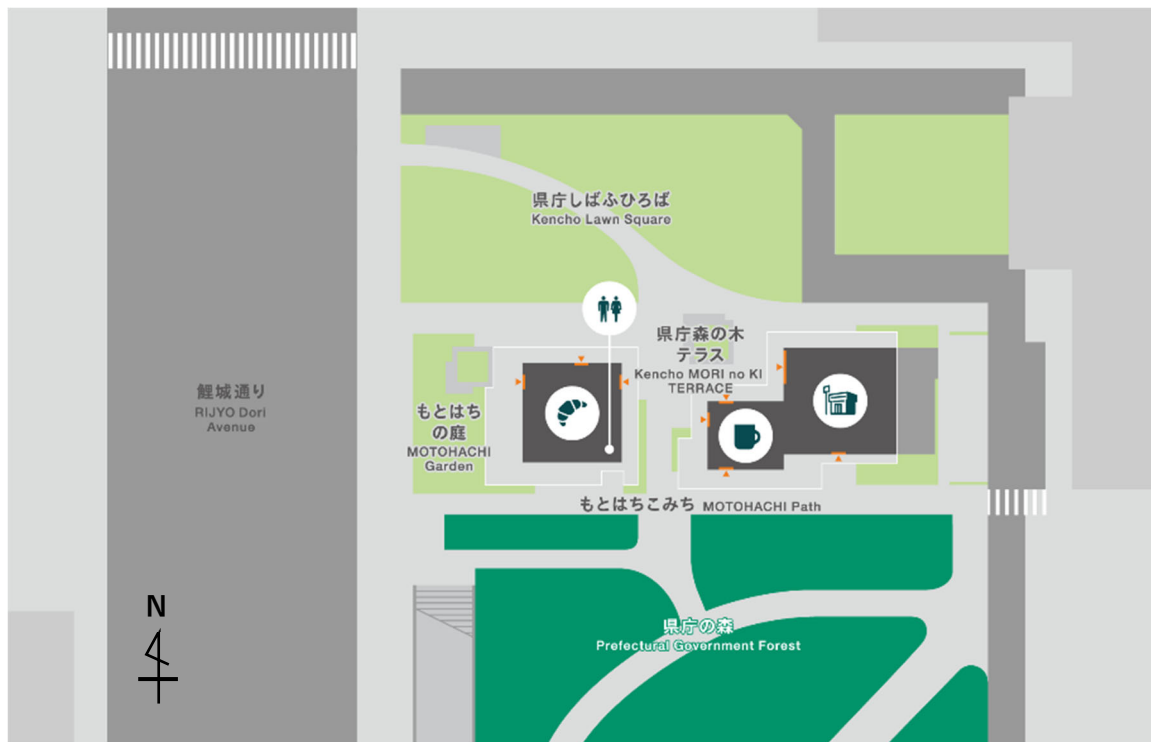 県庁しばふひろば
Kencho Lawn Square
県庁森の木
テラス
Kencho MORI no KI
TERRACE
鯉城通り
RIJYO Dori
Avenue
もとはち
の庭
MOTOHACHI
Garden
もとはちこみち MOTOHACHI Path
N
県庁の森
Prefectural Government Forest